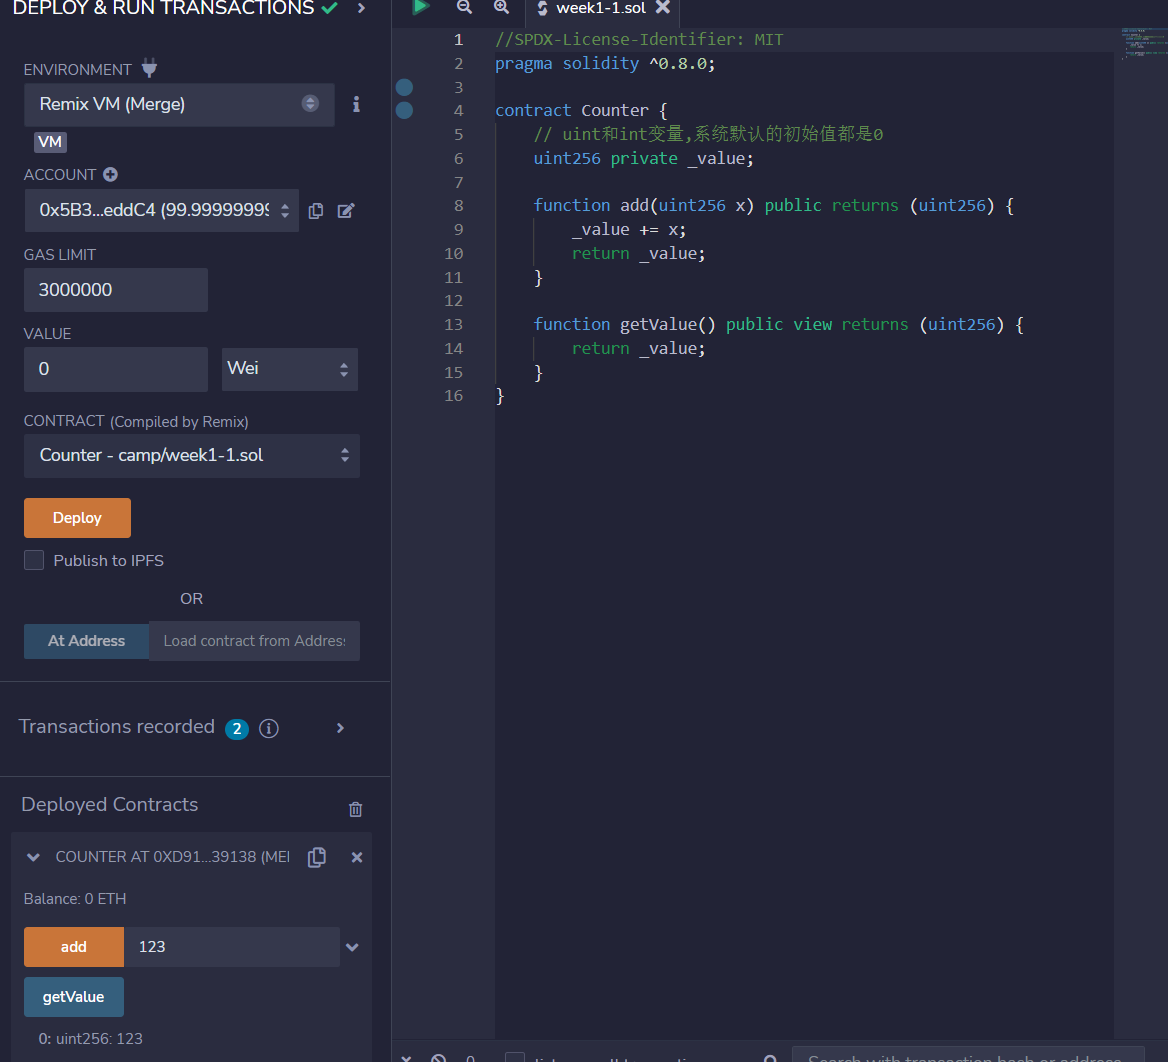 DEPLOY & RUN TRANSACTIONS
ENVIRONMENT
Remix VM (Merge)
VM
ACCOUNT
0x5B3...eddC4 (99.99999999
GAS LIMIT
3000000
VALUE
0
Wei
CONTRACT (Compiled by Remix)
Counter - camp/week1-1.sol
Deploy
Publish to IPFS
OR
At Address
Load contract from Address
Transactions recorded 2 i
Deployed Contracts
COUNTER AT 0XD91...39138 (MEI
Balance: 0 ETH
add
123
getValue
0: uint256: 123
week1-1.sol
1 //SPDX-License-Identifier: MIT
2 pragma solidity ^0.8.0;
3
4 contract Counter {
5 // uint和int变量,系统默认的初始值都是0
6 uint256 private _value;
7
8 function add(uint256 x) public returns (uint256) {
9 _value += x;
10 return _value;
11 }
12
13 function getValue() public view returns (uint256) {
14 return _value;
15 }
16 }
0
Search with transaction hash or address